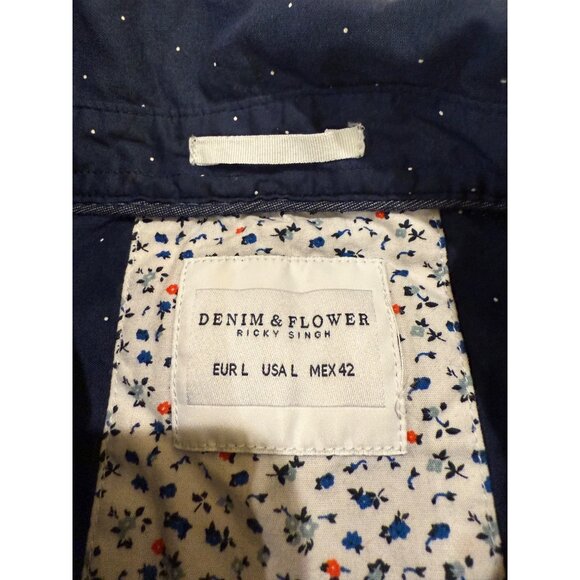 DENIM & FLOWER
RICKY SINGH
EUR L USA L MEX 42